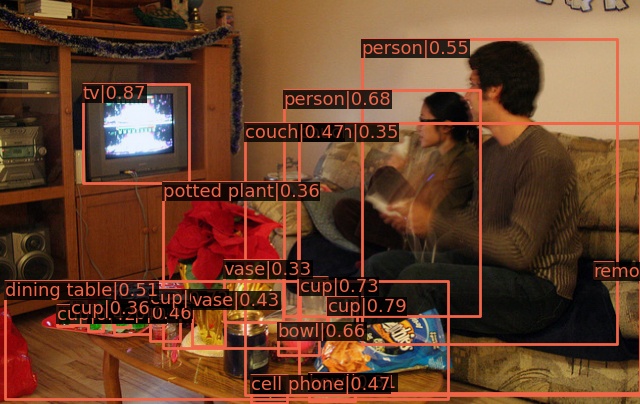 person|0.55
tv|0.87
person|0.68
couch|0.47
|0.35
potted plant|0.36
vase|0.33
cup|0.73
remo
dining table|0.51
vase|0.43
cup|0.79
cup|0.36
0.46
bowl|0.66
cell phone|0.47